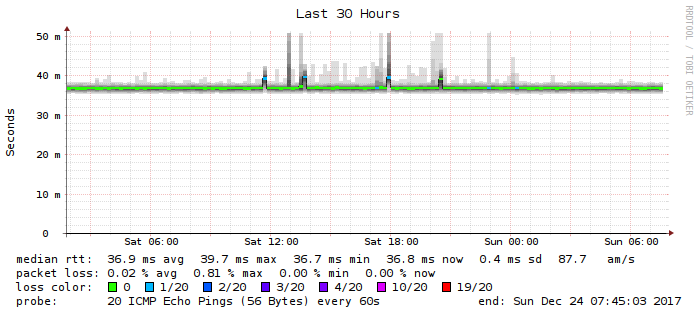 Last 30 Hours
RRDTOOL / TOBI OETIKER
Seconds
50 m
40 m
30 m
20 m
10 m
0
Sat 06:00 Sat 12:00 Sat 18:00 Sun 00:00 Sun 06:00
median rtt: 36.9 ms avg 39.7 ms max 36.7 ms min 36.8 ms now 0.4 ms sd 87.7 am/s
packet loss: 0.02 % avg 0.81 % max 0.00 % min 0.00 % now
loss color: 0 1/20 2/20 3/20 4/20 10/20 19/20
probe: 20 ICMP Echo Pings (56 Bytes) every 60s end: Sun Dec 24 07:45:03 2017